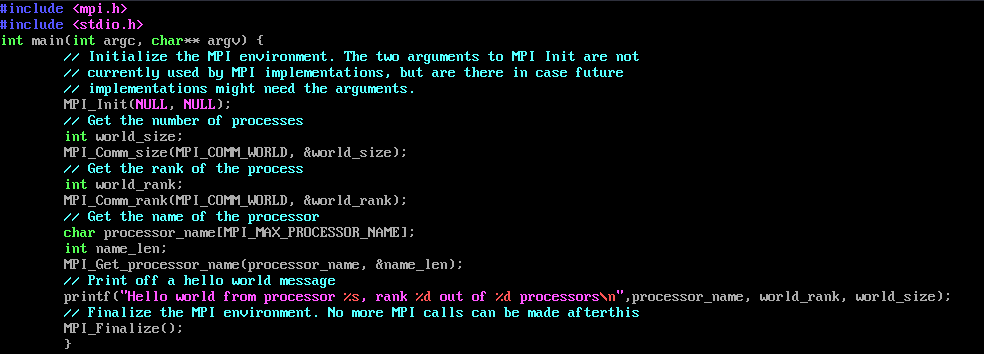 #include <mpi.h>
#include <stdio.h>
int main(int argc, char** argv) {
        // Initialize the MPI environment. The two arguments to MPI Init are not
        // currently used by MPI implementations, but are there in case future
        // implementations might need the arguments.
        MPI_Init(NULL, NULL);
        // Get the number of processes
        int world_size;
        MPI_Comm_size(MPI_COMM_WORLD, &world_size);
        // Get the rank of the process
        int world_rank;
        MPI_Comm_rank(MPI_COMM_WORLD, &world_rank);
        // Get the name of the processor
        char processor_name[MPI_MAX_PROCESSOR_NAME];
        int name_len;
        MPI_Get_processor_name(processor_name, &name_len);
        // Print off a hello world message
        printf("Hello world from processor %s, rank %d out of %d processors\n",processor_name, world_rank, world_size);
        // Finalize the MPI environment. No more MPI calls can be made afterthis
        MPI_Finalize();
        }